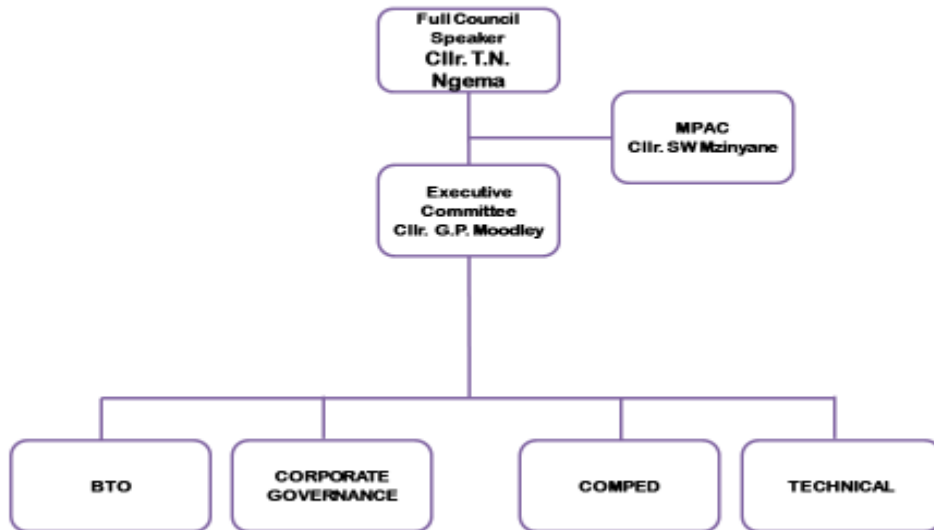 Full Council
Speaker
Cllr. T.N.
Ngema
MPAC
Cllr. SW Mzinyane
Executive
Committee
Cllr. G.P. Moodley
BTO
CORPORATE
GOVERNANCE
COMPED
TECHNICAL